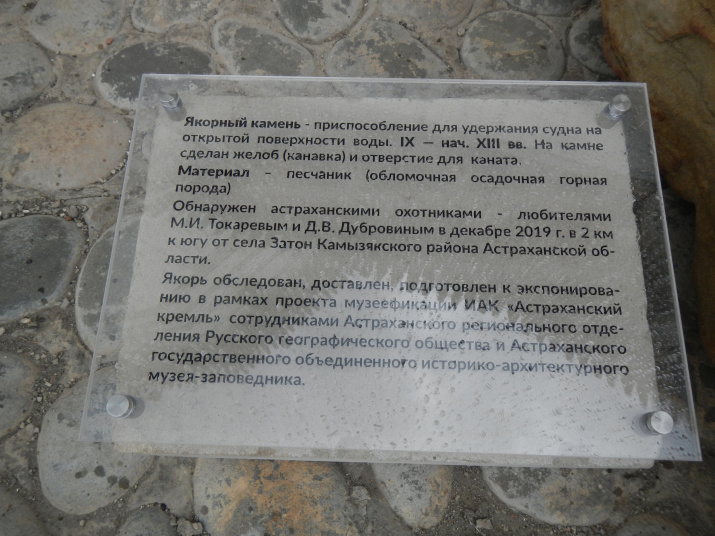 Якорный камень - приспособление для удержания судна на
открытой поверхности воды. IX — нач. XIII вв. На камне
сделан желоб (канавка) и отверстие для каната.
Материал – песчаник (обломочная осадочная горная
порода)
Обнаружен астраханскими охотниками - любителями
М.И. Токаревым и Д.В. Дубровиным в декабре 2019 г. в 2 км
к югу от села Затон Камызякского района Астраханской об-
ласти.
Якорь обследован, доставлен, подготовлен к экспонирова-
нию в рамках проекта музеефикации ИАК «Астраханский
кремль» сотрудниками Астраханского регионального отде-
ления Русского географического общества и Астраханского
государственного объединенного историко-архитектурного
музея-заповедника.